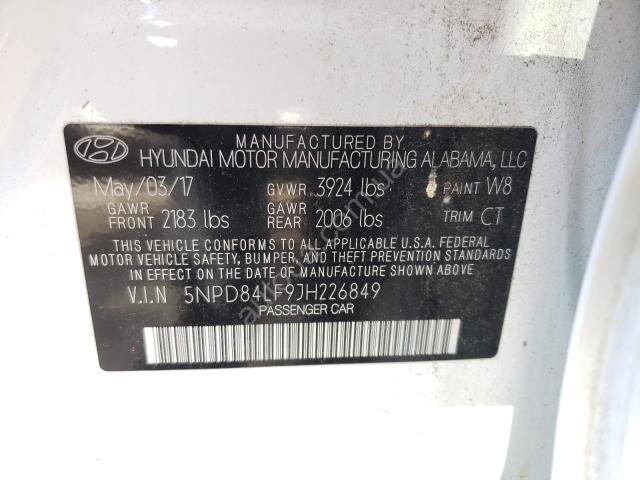 MANUFACTURED BY
HYUNDAI MOTOR MANUFACTURING ALABAMA, LLC
May/03/17 GVWR 3924 lbs PAINT W8
GAWR FRONT 2183 lbs GAWR REAR 2006 lbs TRIM CT
THIS VEHICLE CONFORMS TO ALL APPLICABLE U.S.A. FEDERAL
MOTOR VEHICLE SAFETY, BUMPER, AND THEFT PREVENTION STANDARDS
IN EFFECT ON THE DATE OF MANUFACTURE SHOWN ABOVE
V.I.N 5NPD84LF9JH226849
PASSENGER CAR